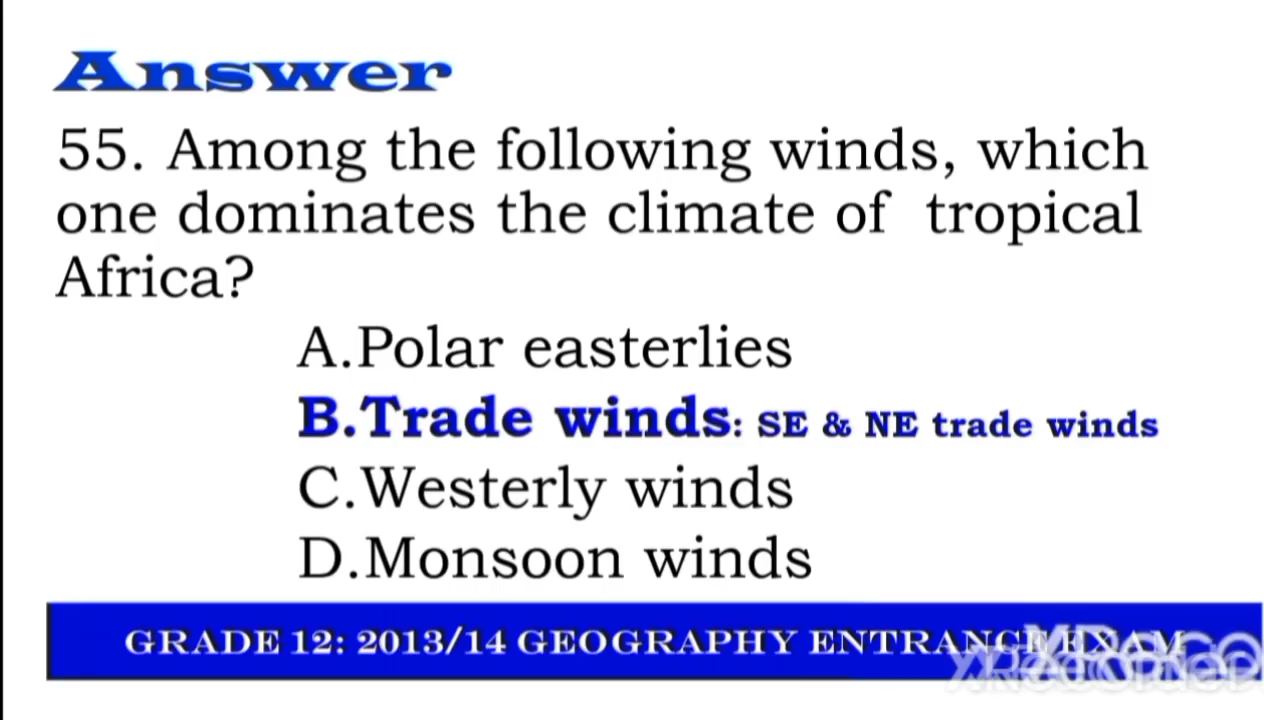 Answer
55. Among the following winds, which
one dominates the climate of tropical
Africa?
A.Polar easterlies
B.Trade winds: SE & NE trade winds
C.Westerly winds
D.Monsoon winds
GRADE 12: 2013/14 GEOGRAPHY ENTRANCE EXAM